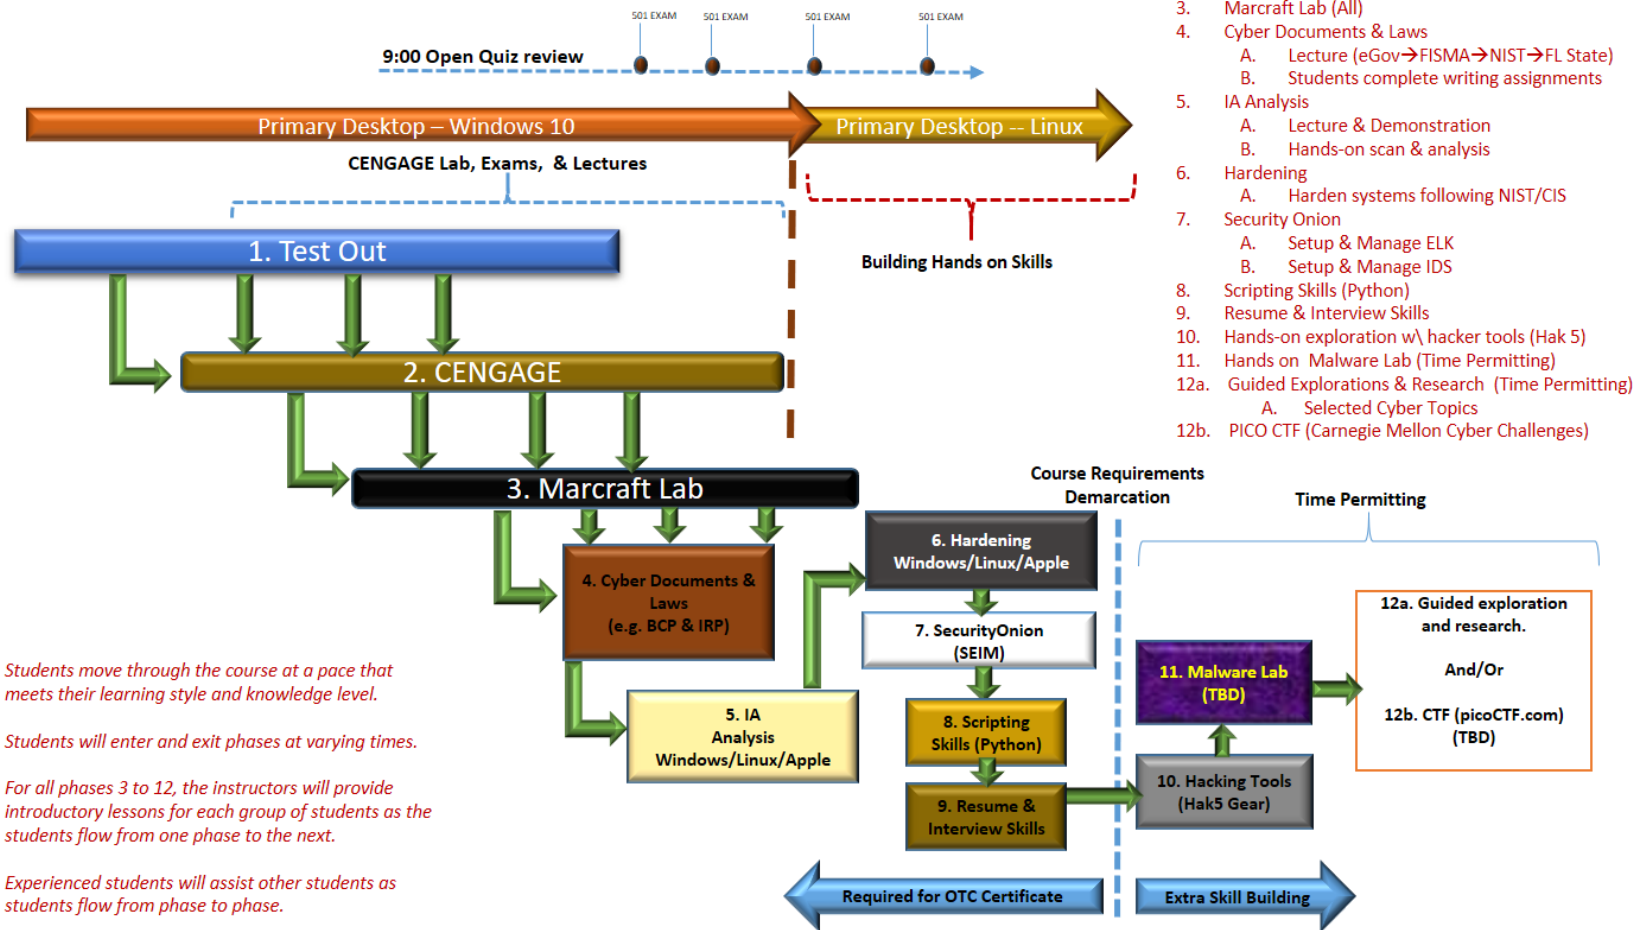 501 EXAM
501 EXAM
501 EXAM
501 EXAM
9:00 Open Quiz review
Primary Desktop – Windows 10
Primary Desktop -- Linux
CENGAGE Lab, Exams, & Lectures
Building Hands on Skills
1. Test Out
2. CENGAGE
3. Marcraft Lab
4. Cyber Documents &
Laws
(e.g. BCP & IRP)
5. IA
Analysis
Windows/Linux/Apple
6. Hardening
Windows/Linux/Apple
7. SecurityOnion
(SEIM)
8. Scripting
Skills (Python)
9. Resume &
Interview Skills
Course Requirements
Demarcation
Time Permitting
10. Hacking Tools
(Hak5 Gear)
11. Malware Lab
(TBD)
12a. Guided exploration
and research.
And/Or
12b. CTF (picoCTF.com)
(TBD)
Required for OTC Certificate
Extra Skill Building
3. Marcraft Lab (All)
4. Cyber Documents & Laws
A. Lecture (eGov→FISMA→NIST→FL State)
B. Students complete writing assignments
5. IA Analysis
A. Lecture & Demonstration
B. Hands-on scan & analysis
6. Hardening
A. Harden systems following NIST/CIS
7. Security Onion
A. Setup & Manage ELK
B. Setup & Manage IDS
8. Scripting Skills (Python)
9. Resume & Interview Skills
10. Hands-on exploration w\ hacker tools (Hak 5)
11. Hands on Malware Lab (Time Permitting)
12a. Guided Explorations & Research (Time Permitting)
A. Selected Cyber Topics
12b. PICO CTF (Carnegie Mellon Cyber Challenges)
Students move through the course at a pace that
meets their learning style and knowledge level.
Students will enter and exit phases at varying times.
For all phases 3 to 12, the instructors will provide
introductory lessons for each group of students as the
students flow from one phase to the next.
Experienced students will assist other students as
students flow from phase to phase.